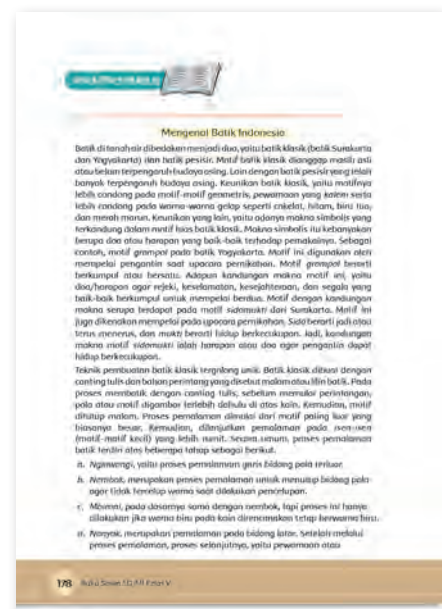 Mengenal Batik Indonesia
Batik di tanah air dibedakan menjadi dua, yaitu batik klasik (batik Surakarta
dan Yogyakarta) dan batik pesisir. Motif batik klasik dianggap masih asli
atau belum terpengaruh budaya asing. Lain dengan batik pesisir yang telah
banyak terpengaruh budaya asing. Keunikan batik klasik, yaitu motifnya
lebih condong pada motif-motif geometris, pewarnaan yang kalem serta
lebih condong pada warna-warna gelap seperti cokelat, hitam, biru tua,
dan merah marun. Keunikan yang lain, yaitu adanya makna simbolis yang
terkandung dalam motif hias batik klasik. Makna simbolis itu kebanyakan
berupa doa atau harapan yang baik-baik terhadap pemakainya. Sebagai
contoh, motif grompol pada batik Yogyakarta. Motif ini digunakan oleh
mempelai pengantin saat upacara pernikahan. Motif grompol berarti
berkumpul atau bersatu. Adapun kandungan makna motif ini, yaitu
doa/harapan agar rejeki, keselamatan, kesejahteraan, dan segala yang
baik-baik berkumpul untuk mempelai berdua. Motif dengan kandungan
makna serupa terdapat pada motif sidomukti dari Surakarta. Motif ini
juga dikenakan mempelai pada upacara pernikahan. Sido berarti jadi atau
terus menerus, dan mukti berarti hidup berkecukupan. Jadi, kandungan
makna motif sidomukti ialah harapan atau doa agar pengantin dapat
hidup berkecukupan.
Teknik pembuatan batik klasik tergolong unik. Batik klasik dibuat dengan
canting tulis dan bahan perintang yang disebut malam atau lilin batik. Pada
proses membatik dengan canting tulis, sebelum memulai perintangan,
pola atau motif digambar terlebih dahulu di atas kain. Kemudian, motif
ditutup malam. Proses pemalaman dimulai dari motif paling luar yang
biasanya besar. Kemudian, dilanjutkan pemalaman pada isen-isen
(motif-motif kecil) yang lebih rumit. Secara umum, proses pemalaman
batik terdiri atas beberapa tahap sebagai berikut.
a. Nglowongi, yaitu proses pemalaman garis bidang pola terluar.
b. Nembok, merupakan proses pemalaman untuk menutup bidang pola
agar tidak tercelup warna saat dilakukan pencelupan.
c. Mbironi, pada dasarnya sama dengan nembok, tapi proses ini hanya
dilakukan jika warna biru pada kain direncanakan tetap berwarna biru.
merupakan pemalaman pada bidang latar. Setelah melalui
proses pemalaman, proses selanjutnya, yaitu pewarnaan atau
178 Buku Siswa SD/MI Kelas V